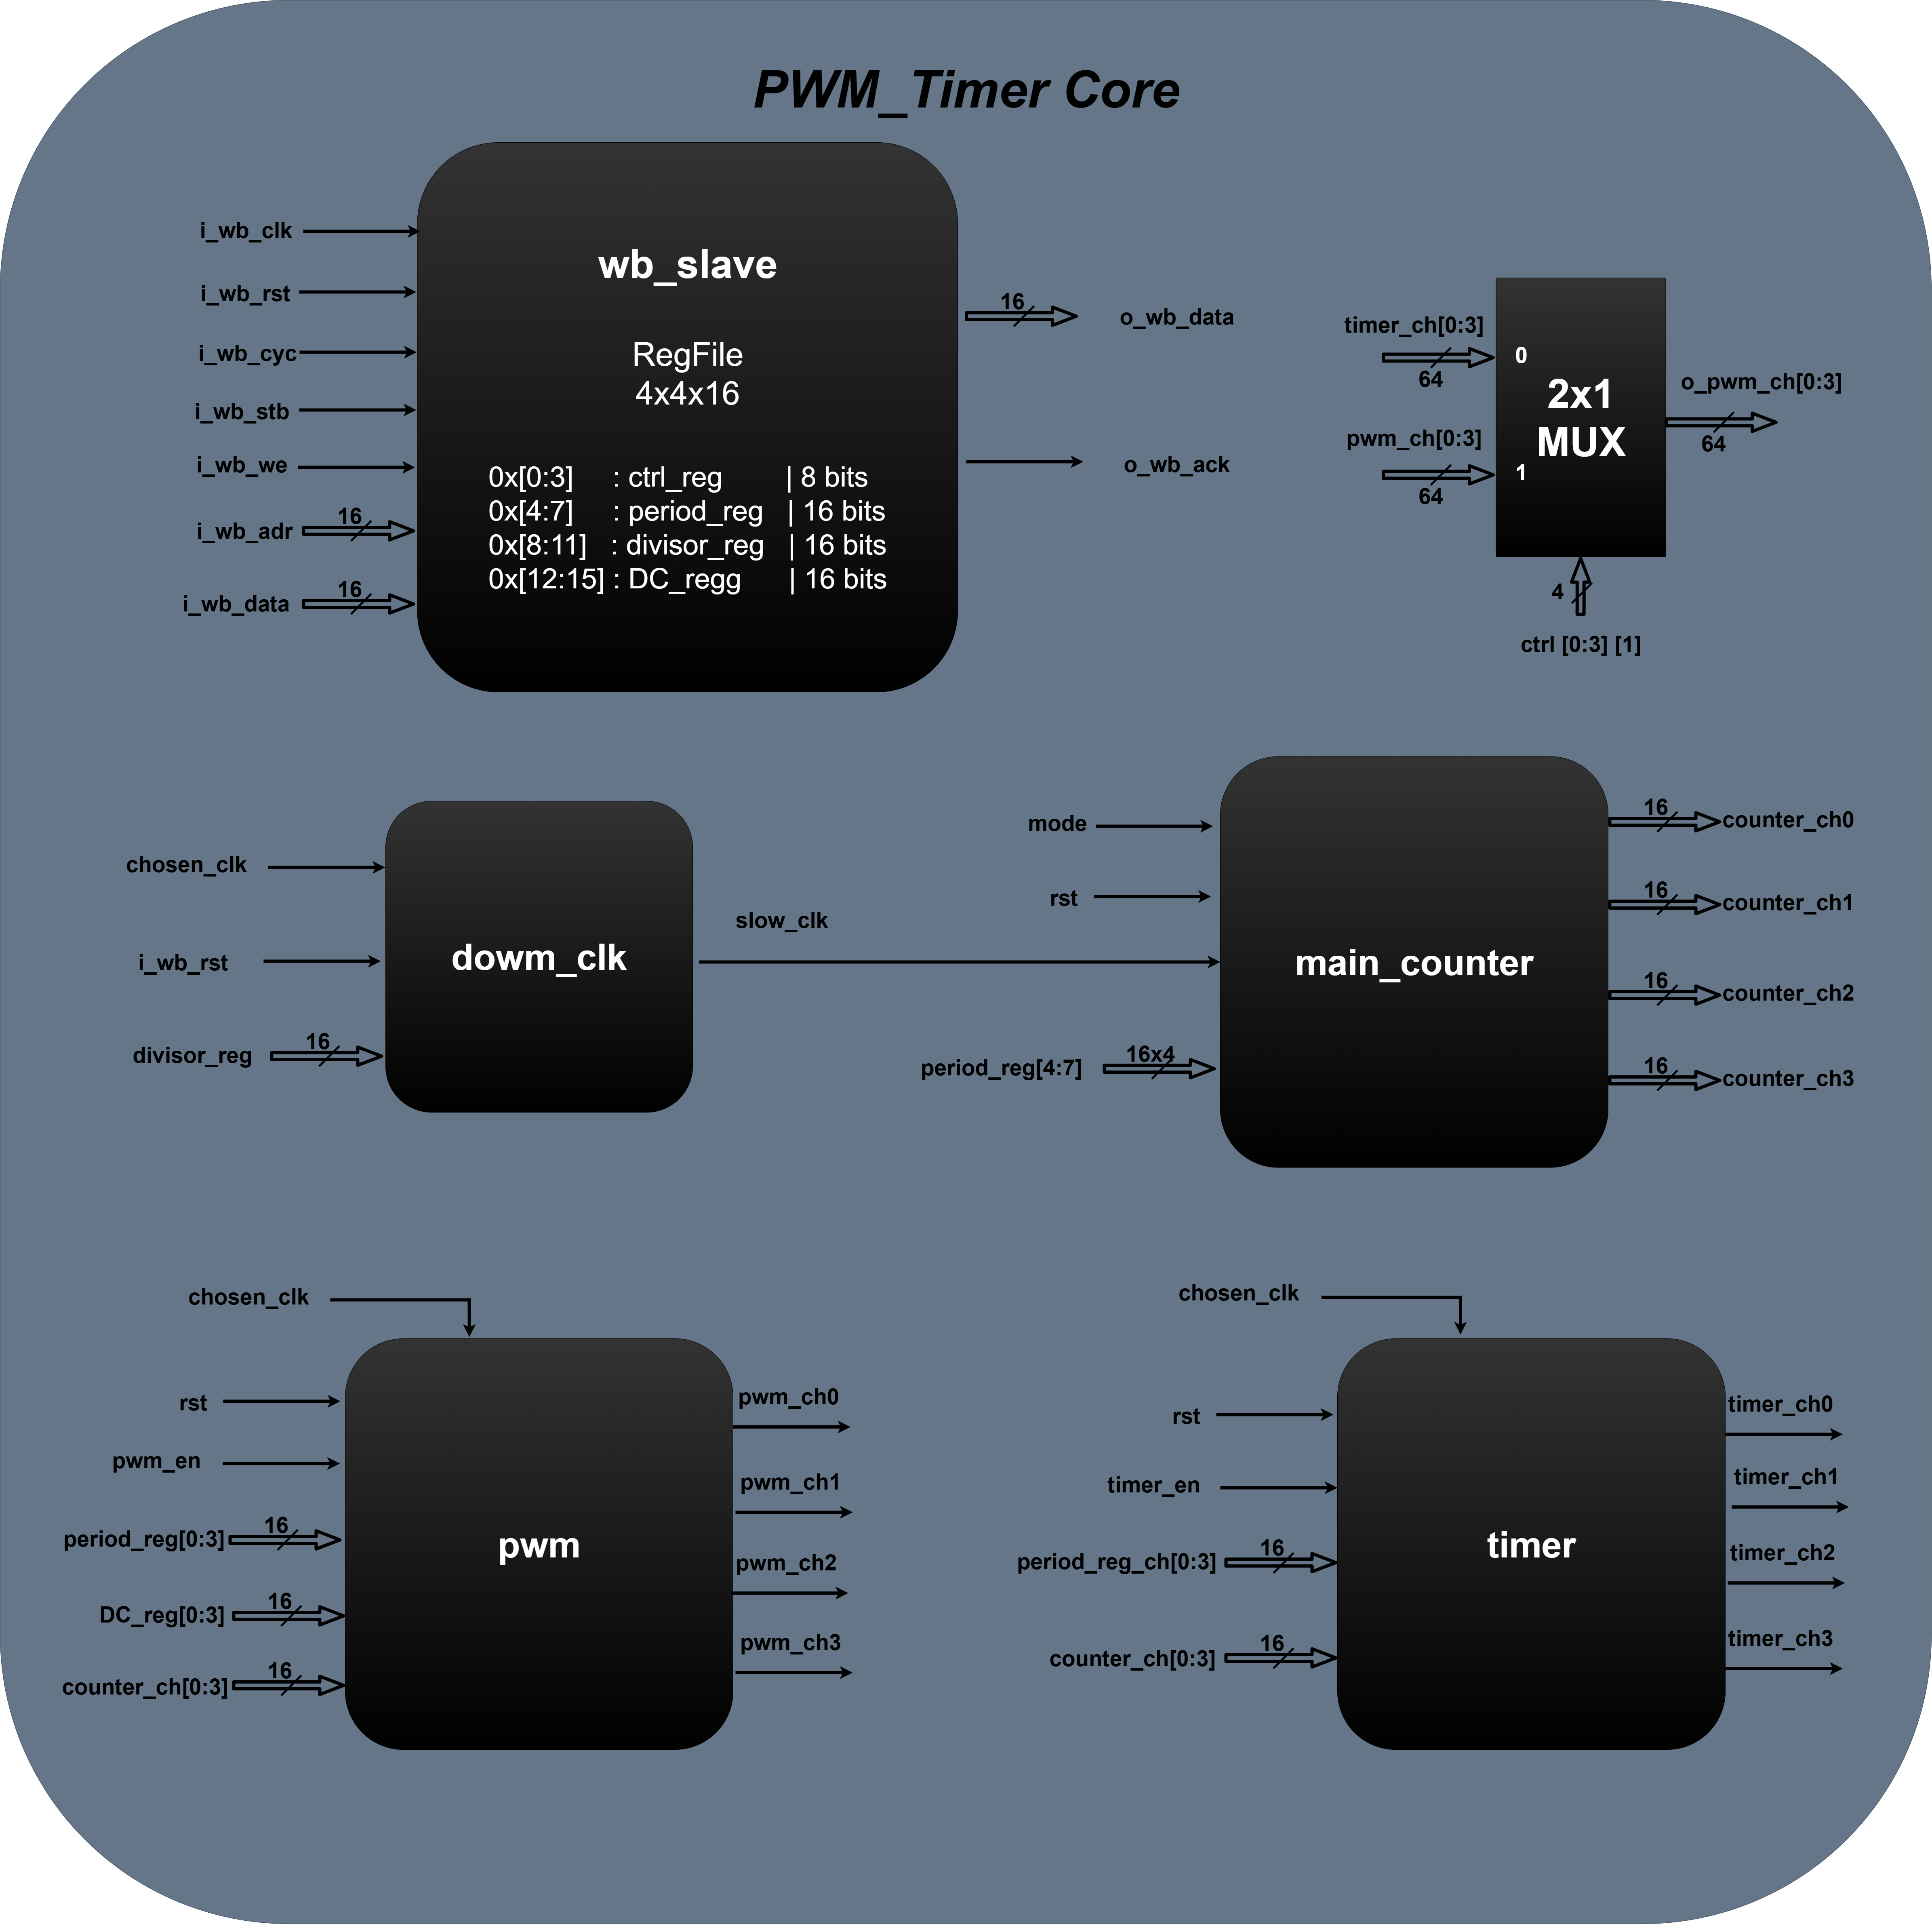 PWM_Timer Core
i_wb_clk
i_wb_rst
i_wb_cyc
i_wb_stb
i_wb_we
16
i_wb_adr
16
i_wb_data
wb_slave
RegFile
4x4x16
0x[0:3] : ctrl_reg | 8 bits
0x[4:7] : period_reg | 16 bits
0x[8:11] : divisor_reg | 16 bits
0x[12:15] : DC_regg | 16 bits
16
o_wb_data
o_wb_ack
timer_ch[0:3]
64
pwm_ch[0:3]
64
0
2x1
MUX
1
o_pwm_ch[0:3]
64
4
ctrl [0:3] [1]
chosen_clk
i_wb_rst
16
divisor_reg
dowm_clk
slow_clk
mode
rst
16x4
period_reg[4:7]
main_counter
16
counter_ch0
16
counter_ch1
16
counter_ch2
16
counter_ch3
chosen_clk
rst
pwm_en
16
period_reg[0:3]
16
DC_reg[0:3]
16
counter_ch[0:3]
pwm
pwm_ch0
pwm_ch1
pwm_ch2
pwm_ch3
chosen_clk
rst
timer_en
16
period_reg_ch[0:3]
16
counter_ch[0:3]
timer
timer_ch0
timer_ch1
timer_ch2
timer_ch3